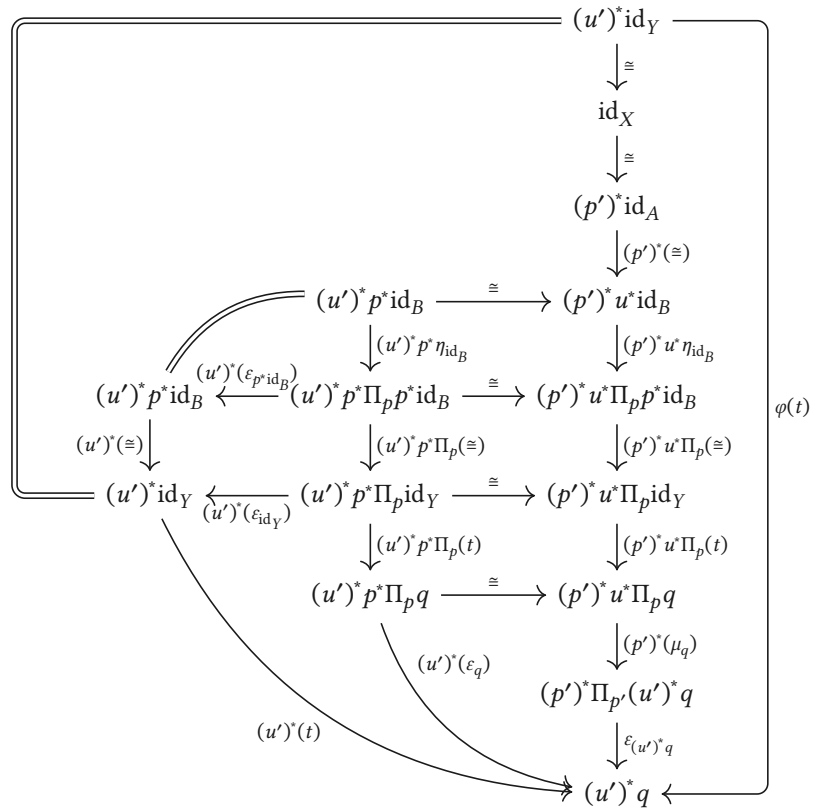 (u′)*id_Y
≅
id_X
≅
(p′)*id_A
(p′)*(≅)
(u′)*p*id_B ≅ (p′)*u*id_B
(u′)*p*η_{id_B} (p′)*u*η_{id_B}
(u′)*(ε_{p*id_B})
(u′)*p*id_B (u′)*p*Π_p p*id_B ≅ (p′)*u*Π_p p*id_B
φ(t)
(u′)*(≅) (u′)*p*Π_p(≅) (p′)*u*Π_p(≅)
(u′)*id_Y (u′)*p*Π_p id_Y ≅ (p′)*u*Π_p id_Y
(u′)*(ε_{id_Y})
(u′)*p*Π_p(t) (p′)*u*Π_p(t)
(u′)*p*Π_p q ≅ (p′)*u*Π_p q
(p′)*(μ_q)
(u′)*(ε_q)
(p′)*Π_{p′}(u′)*q
(u′)*(t)
ε_{(u′)*q}
(u′)*q